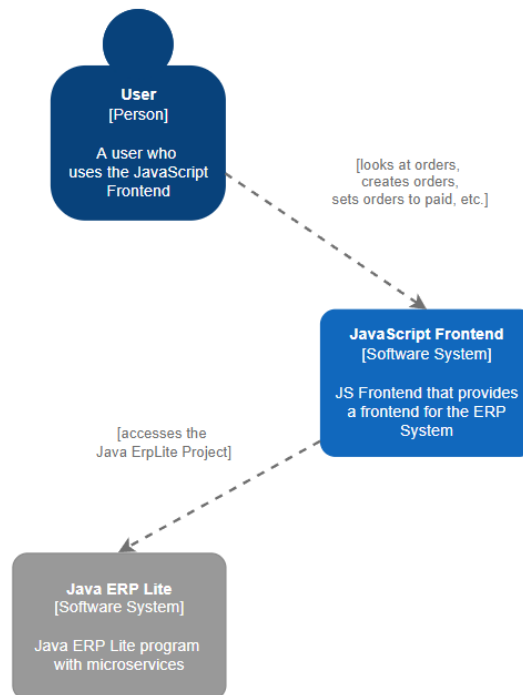 User
[Person]
A user who
uses the JavaScript
Frontend
[looks at orders,
creates orders,
sets orders to paid, etc.]
JavaScript Frontend
[Software System]
JS Frontend that provides
a frontend for the ERP
System
[accesses the
Java ErpLite Project]
Java ERP Lite
[Software System]
Java ERP Lite program
with microservices